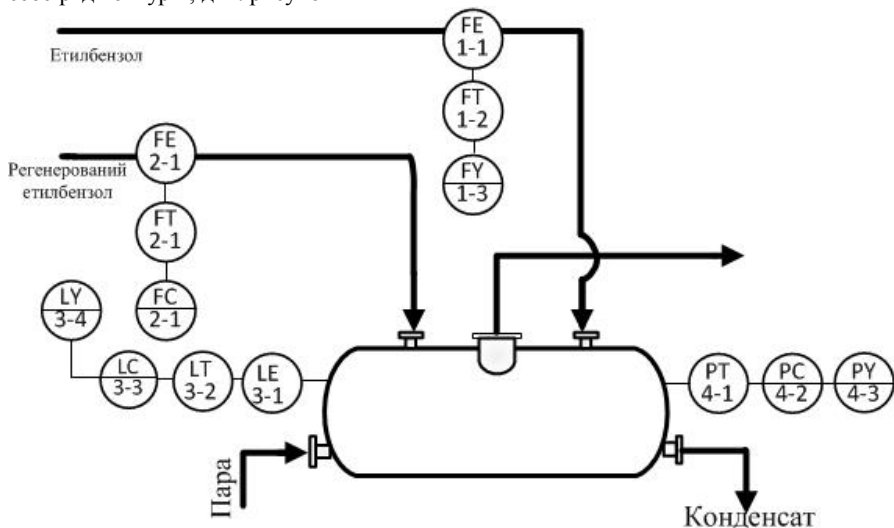 Етилбензол
FE
1-1
FT
1-2
FY
1-3
Регенерований
етилбензол
FE
2-1
FT
2-1
FC
2-1
LY
3-4
LC
3-3
LT
3-2
LE
3-1
PT
4-1
PC
4-2
PY
4-3
Пара
Конденсат